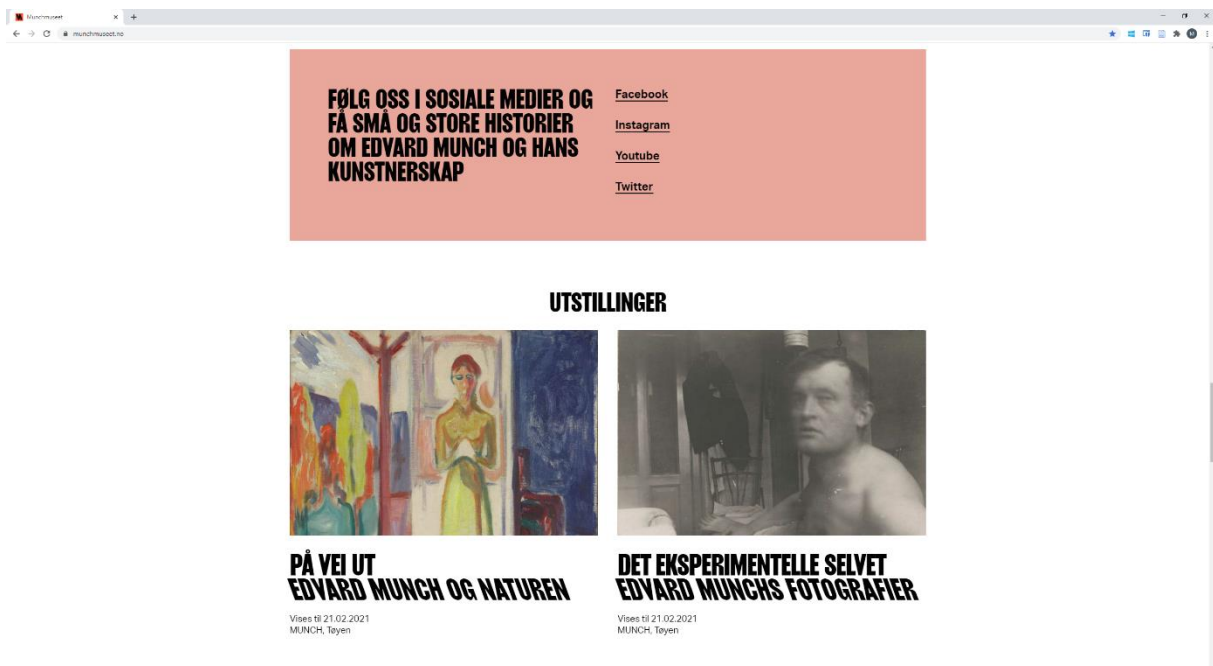 Munchmuseet
munchmuseet.no
FØLG OSS I SOSIALE MEDIER OG
FÅ SMÅ OG STORE HISTORIER
OM EDVARD MUNCH OG HANS
KUNSTNERSKAP
Facebook
Instagram
Youtube
Twitter
UTSTILLINGER
PÅ VEI UT
EDVARD MUNCH OG NATUREN
Vises til 21.02.2021
MUNCH, Tøyen
DET EKSPERIMENTELLE SELVET
EDVARD MUNCHS FOTOGRAFIER
Vises til 21.02.2021
MUNCH, Tøyen